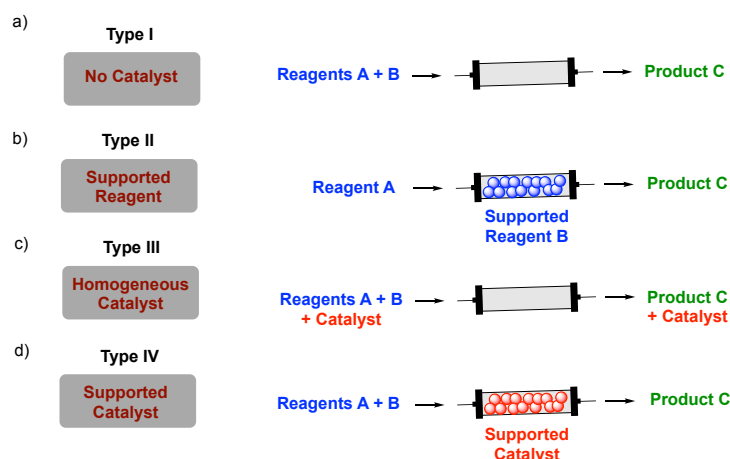 a)
Type I
No Catalyst
Reagents A + B
Product C
b)
Type II
Supported
Reagent
Reagent A
Supported
Reagent B
Product C
c)
Type III
Homogeneous
Catalyst
Reagents A + B
+ Catalyst
Product C
+ Catalyst
d)
Type IV
Supported
Catalyst
Reagents A + B
Supported
Catalyst
Product C